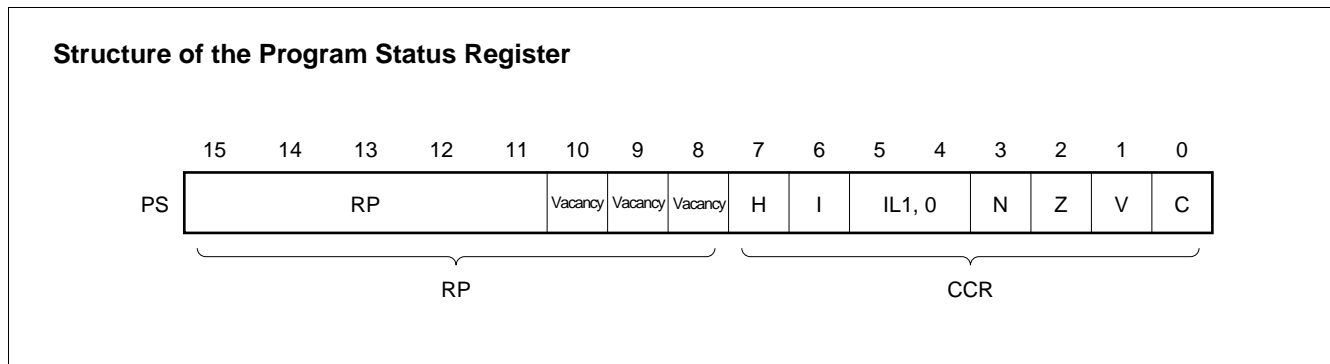 Structure of the Program Status Register
15 14 13 12 11 10 9 8 7 6 5 4 3 2 1 0
PS RP Vacancy Vacancy Vacancy H I IL1, 0 N Z V C
RP CCR